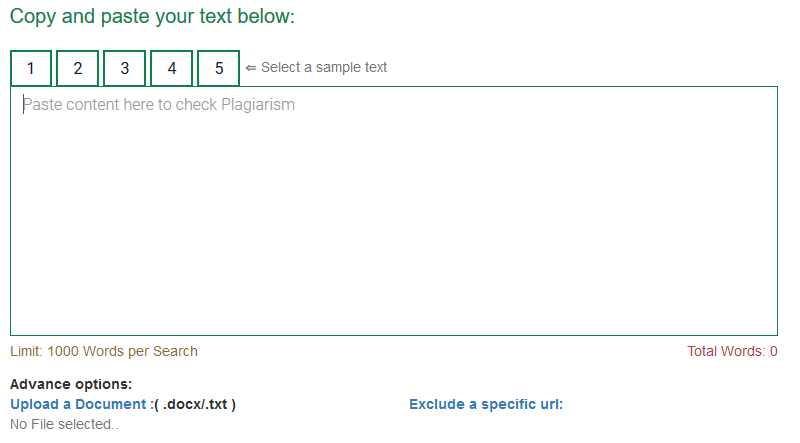 Copy and paste your text below:
1 2 3 4 5 ⇐ Select a sample text
Paste content here to check Plagiarism
Limit: 1000 Words per Search Total Words: 0
Advance options:
Upload a Document :( .docx/.txt ) Exclude a specific url:
No File selected..